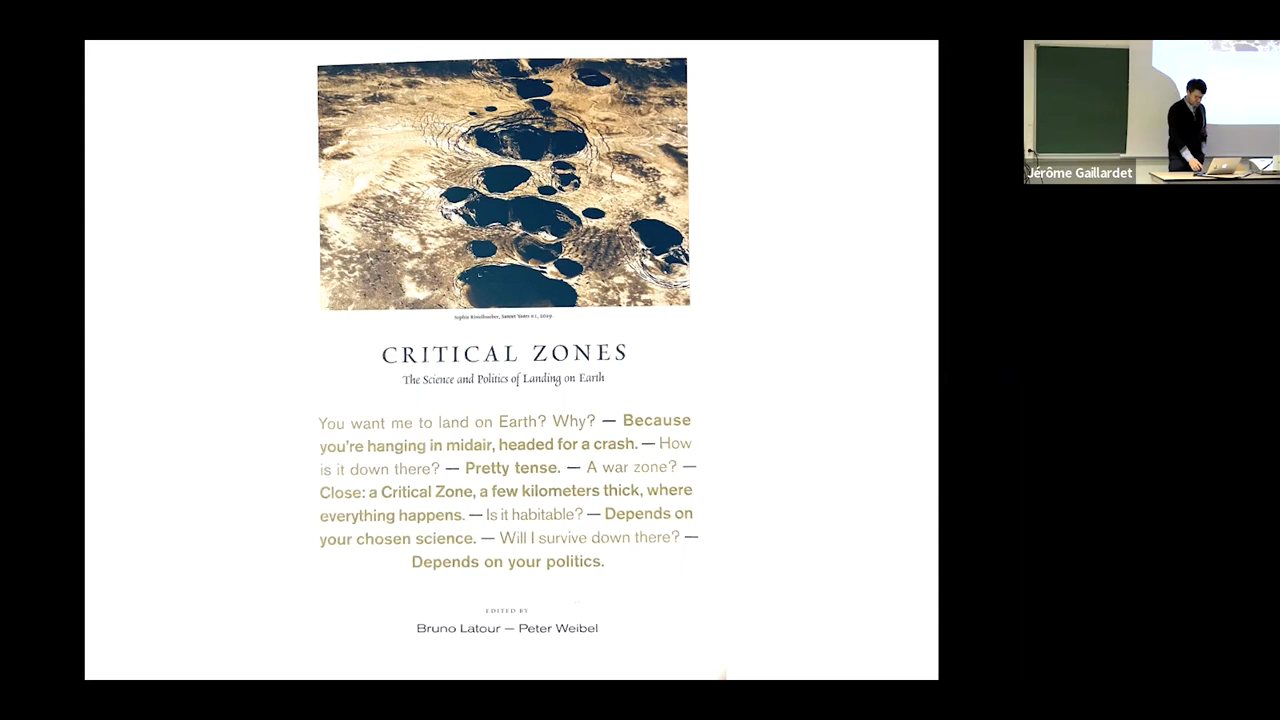 Jérôme Gaillardet
CRITICAL ZONES
The Science and Politics of Landing on Earth
You want me to land on Earth? Why? — Because
you're hanging in midair, headed for a crash. — How
is it down there? — Pretty tense. — A war zone? —
Close: a Critical Zone, a few kilometers thick, where
everything happens. — Is it habitable? — Depends on
your chosen science. — Will I survive down there? —
Depends on your politics.
EDITED BY
Bruno Latour — Peter Weibel